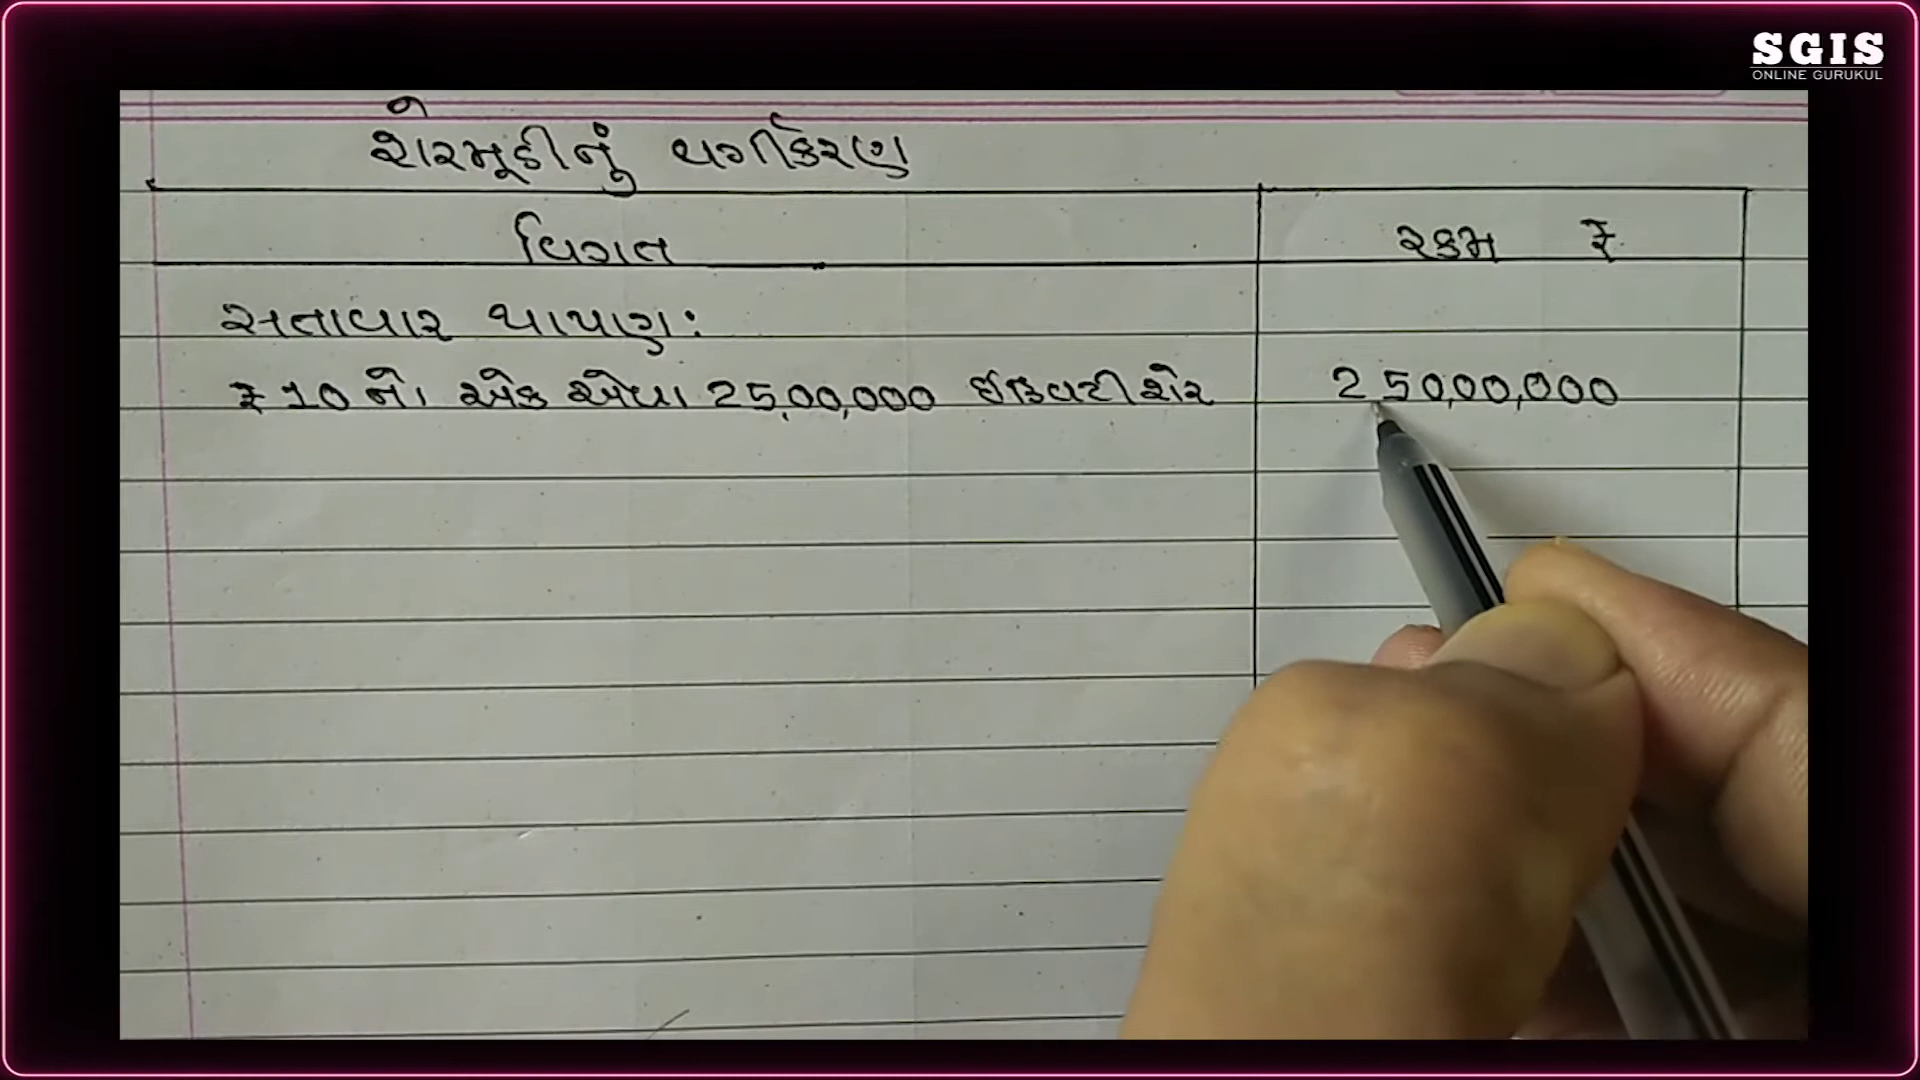 SGIS
ONLINE GURUKUL
શેરમૂડીનું વર્ગીકરણ
વિગત રકમ ₹
સતાવાર થાપણ:
₹ 10 નો એક એવા 25,00,000 ઈક્વિટી શેર 2,50,00,000